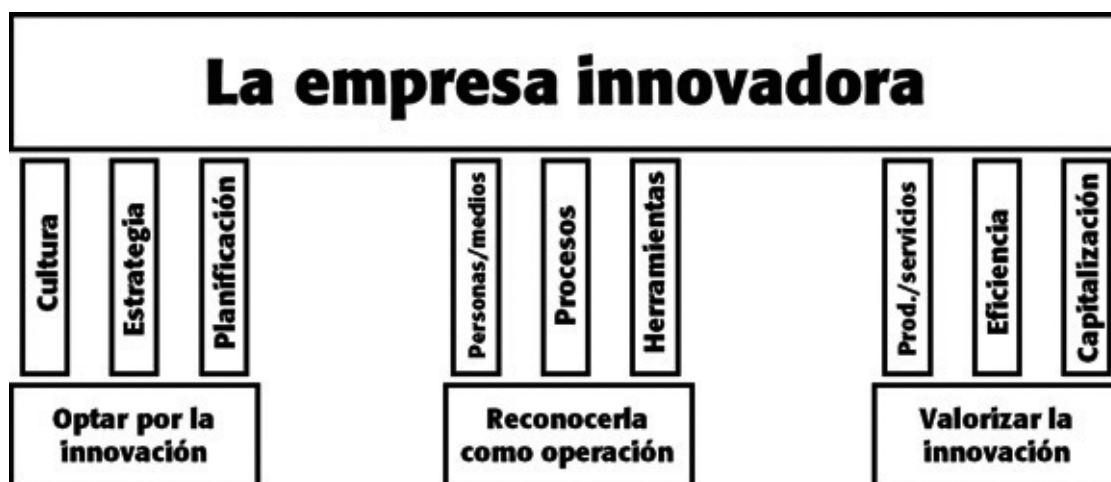 La empresa innovadora
Cultura
Estrategia
Planificación
Personas/medios
Procesos
Herramientas
Prod./servicios
Eficiencia
Capitalización
Optar por la
innovación
Reconocerla
como operación
Valorizar la
innovación